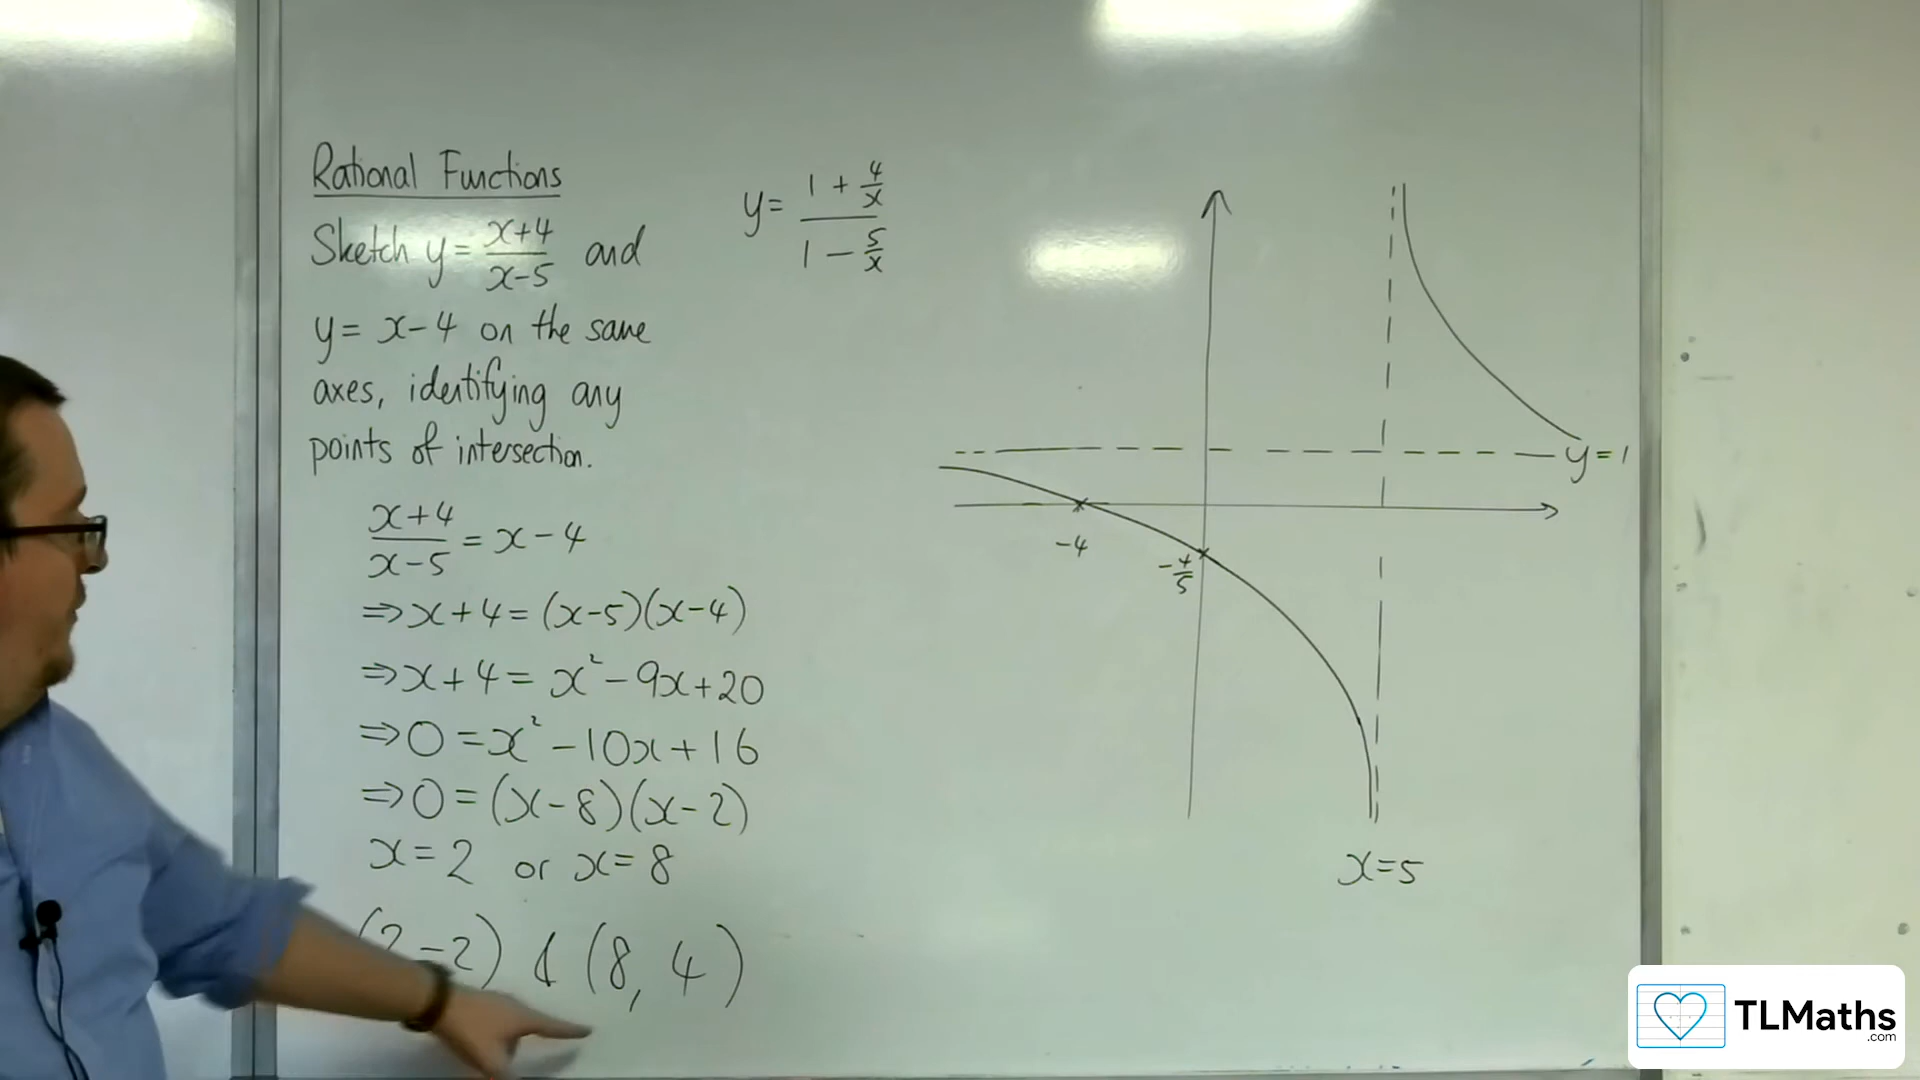 Rational Functions
Sketch y = (x+4)/(x-5) and
y = x-4 on the same
axes, identifying any
points of intersection.
(x+4)/(x-5) = x-4
⇒ x+4 = (x-5)(x-4)
⇒ x+4 = x² - 9x + 20
⇒ 0 = x² - 10x + 16
⇒ 0 = (x-8)(x-2)
x = 2 or x = 8
(2, -2) & (8, 4)
y = (1 + 4/x)/(1 - 5/x)
y = 1
-4
-4/5
x = 5
TLMaths
.com